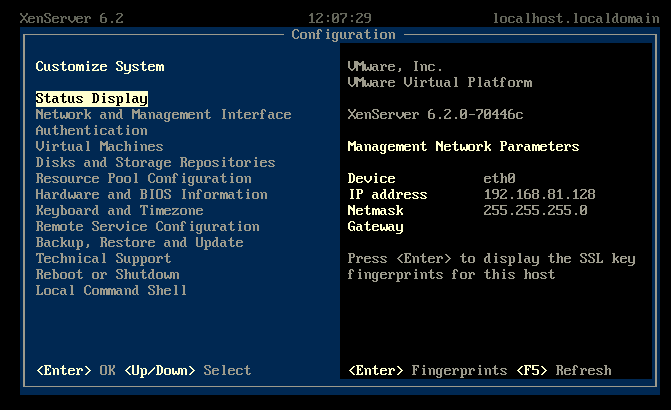 XenServer 6.2 12:07:29 localhost.localdomain
Configuration
Customize System
Status Display
Network and Management Interface
Authentication
Virtual Machines
Disks and Storage Repositories
Resource Pool Configuration
Hardware and BIOS Information
Keyboard and Timezone
Remote Service Configuration
Backup, Restore and Update
Technical Support
Reboot or Shutdown
Local Command Shell
<Enter> OK <Up/Down> Select
VMware, Inc.
VMware Virtual Platform
XenServer 6.2.0-70446c
Management Network Parameters
Device eth0
IP address 192.168.81.128
Netmask 255.255.255.0
Gateway
Press <Enter> to display the SSL key
fingerprints for this host
<Enter> Fingerprints <F5> Refresh